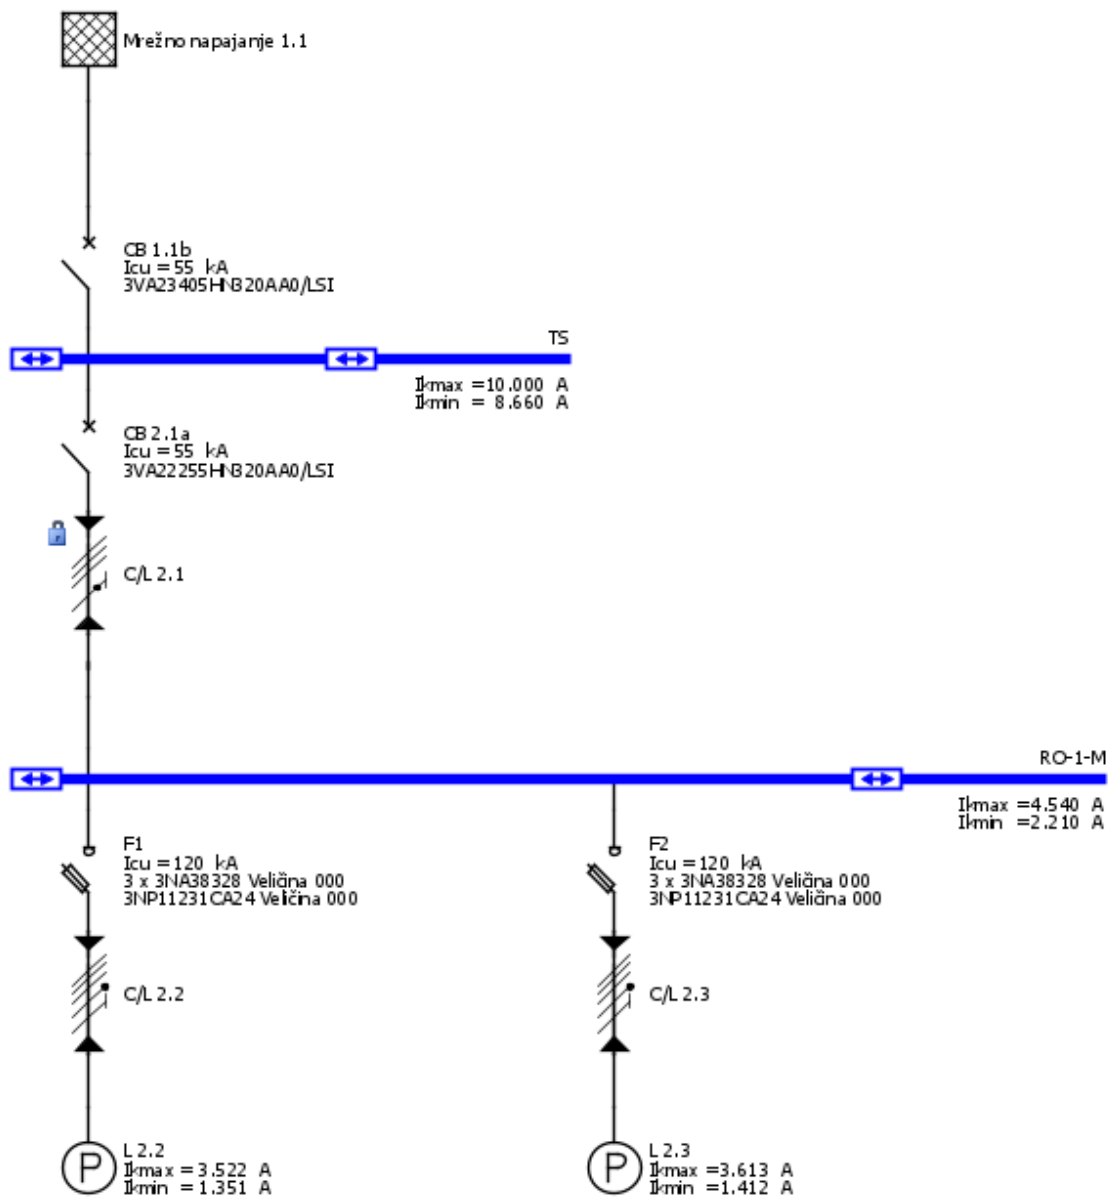 Mrežno napajanje 1.1
CB 1.1b
Icu = 55 kA
3VA23405HN320AA0/LSI
TS
Ikmax =10.000 A
Ikmin = 8.660 A
CB 2.1a
Icu = 55 kA
3VA22255HN320AA0/LSI
C/L 2.1
RO-1-M
Ikmax =4.540 A
Ikmin =2.210 A
F1
Icu = 120 kA
3 x 3NA38328 Veličina 000
3NP11231CA24 Veličina 000
F2
Icu = 120 kA
3 x 3NA38328 Veličina 000
3NP11231CA24 Veličina 000
C/L 2.2
C/L 2.3
P
L 2.2
Ikmax = 3.522 A
Ikmin = 1.351 A
P
L 2.3
Ikmax =3.613 A
Ikmin =1.412 A